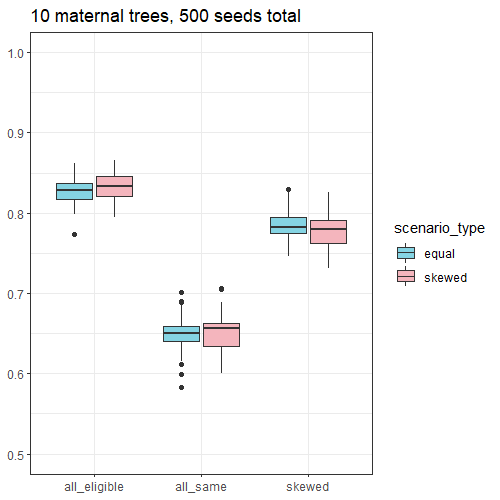 10 maternal trees, 500 seeds total
1.0
0.9
0.8
0.7
0.6
0.5
all_eligible
all_same
skewed
scenario_type
equal
skewed